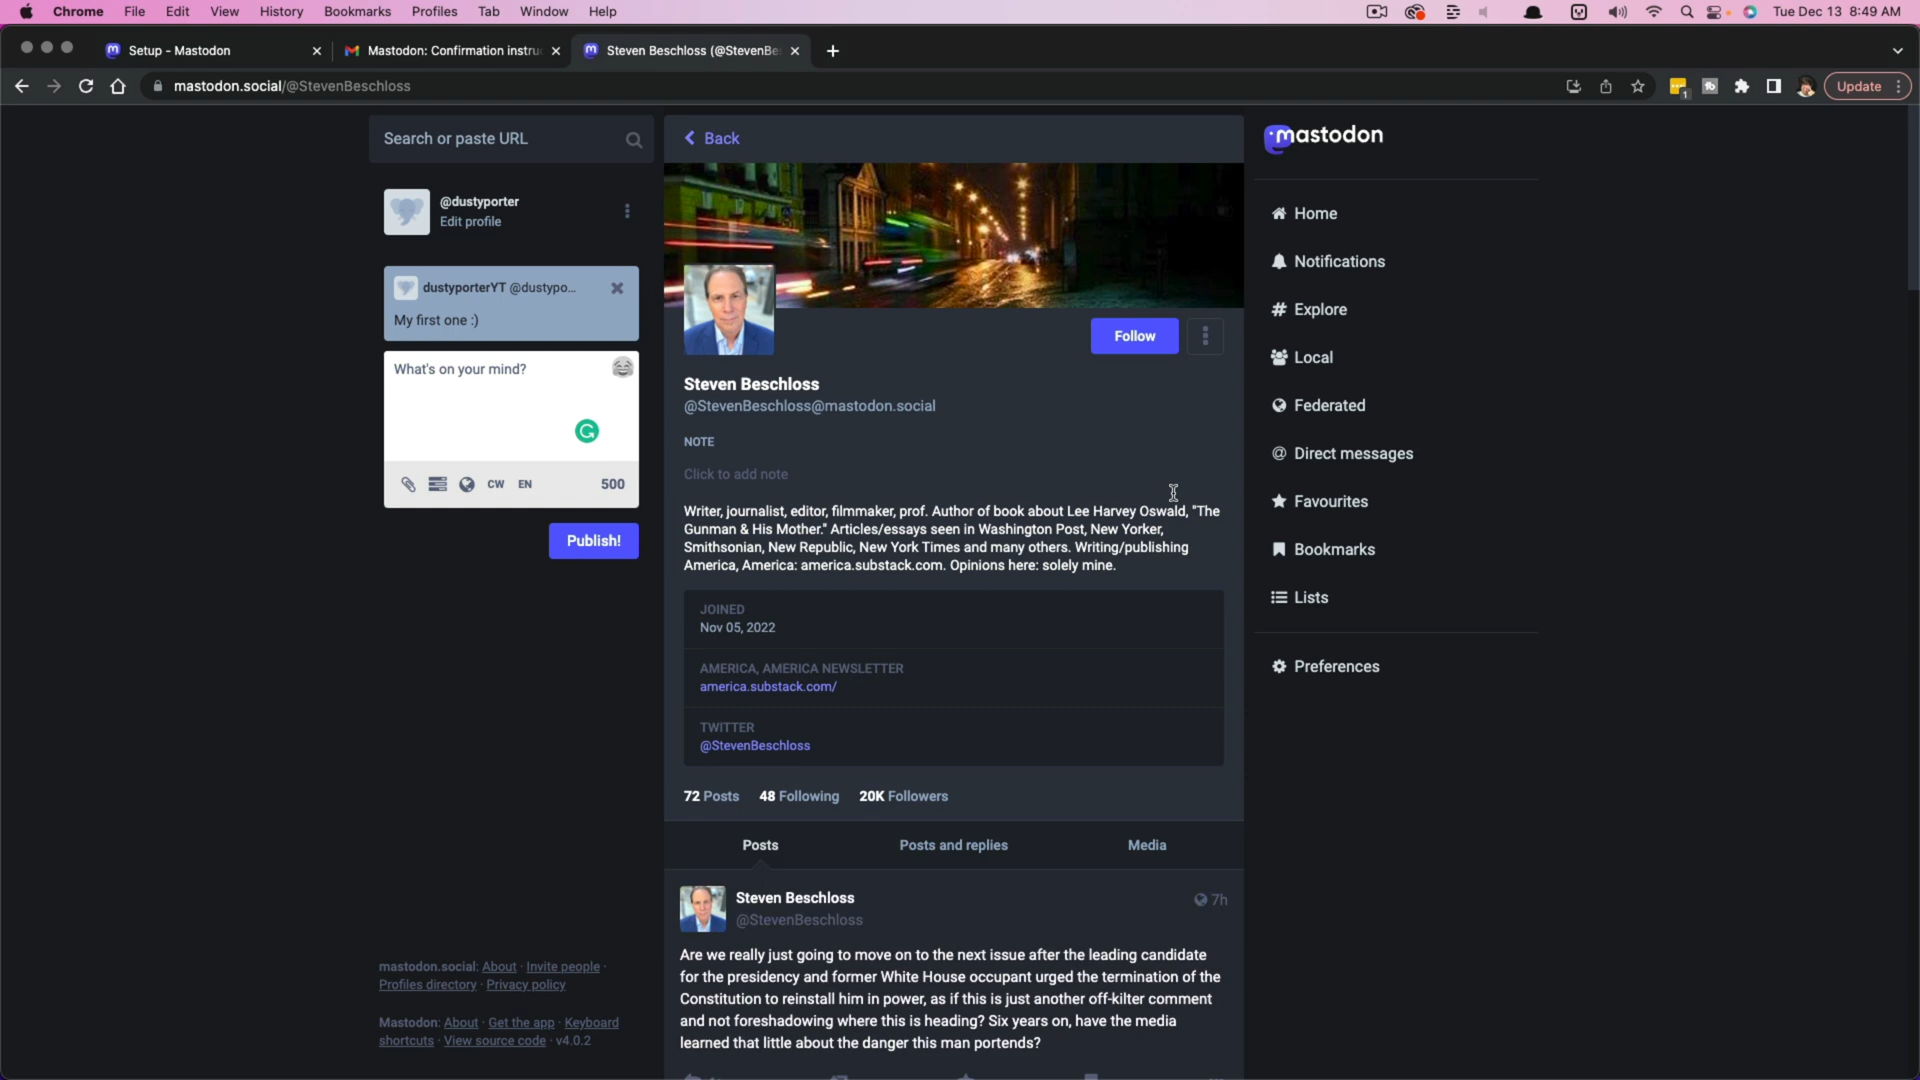 Chrome File Edit View History Bookmarks Profiles Tab Window Help Tue Dec 13 8:49 AM
Setup - Mastodon Mastodon: Confirmation instru Steven Beschloss (@StevenBe
mastodon.social/@StevenBeschloss 1 Update
Search or paste URL
@dustyporter
Edit profile
dustyporterYT @dustypo...
My first one :)
What's on your mind?
CW EN 500
Publish!
mastodon.social: About · Invite people ·
Profiles directory · Privacy policy
Mastodon: About · Get the app · Keyboard
shortcuts · View source code · v4.0.2
Back
Follow
Steven Beschloss
@StevenBeschloss@mastodon.social
NOTE
Click to add note
Writer, journalist, editor, filmmaker, prof. Author of book about Lee Harvey Oswald, "The
Gunman & His Mother." Articles/essays seen in Washington Post, New Yorker,
Smithsonian, New Republic, New York Times and many others. Writing/publishing
America, America: america.substack.com. Opinions here: solely mine.
JOINED
Nov 05, 2022
AMERICA, AMERICA NEWSLETTER
america.substack.com/
TWITTER
@StevenBeschloss
72 Posts 48 Following 20K Followers
Posts Posts and replies Media
Steven Beschloss 7h
@StevenBeschloss
Are we really just going to move on to the next issue after the leading candidate
for the presidency and former White House occupant urged the termination of the
Constitution to reinstall him in power, as if this is just another off-kilter comment
and not foreshadowing where this is heading? Six years on, have the media
learned that little about the danger this man portends?
mastodon
Home
Notifications
# Explore
Local
Federated
@ Direct messages
Favourites
Bookmarks
Lists
Preferences